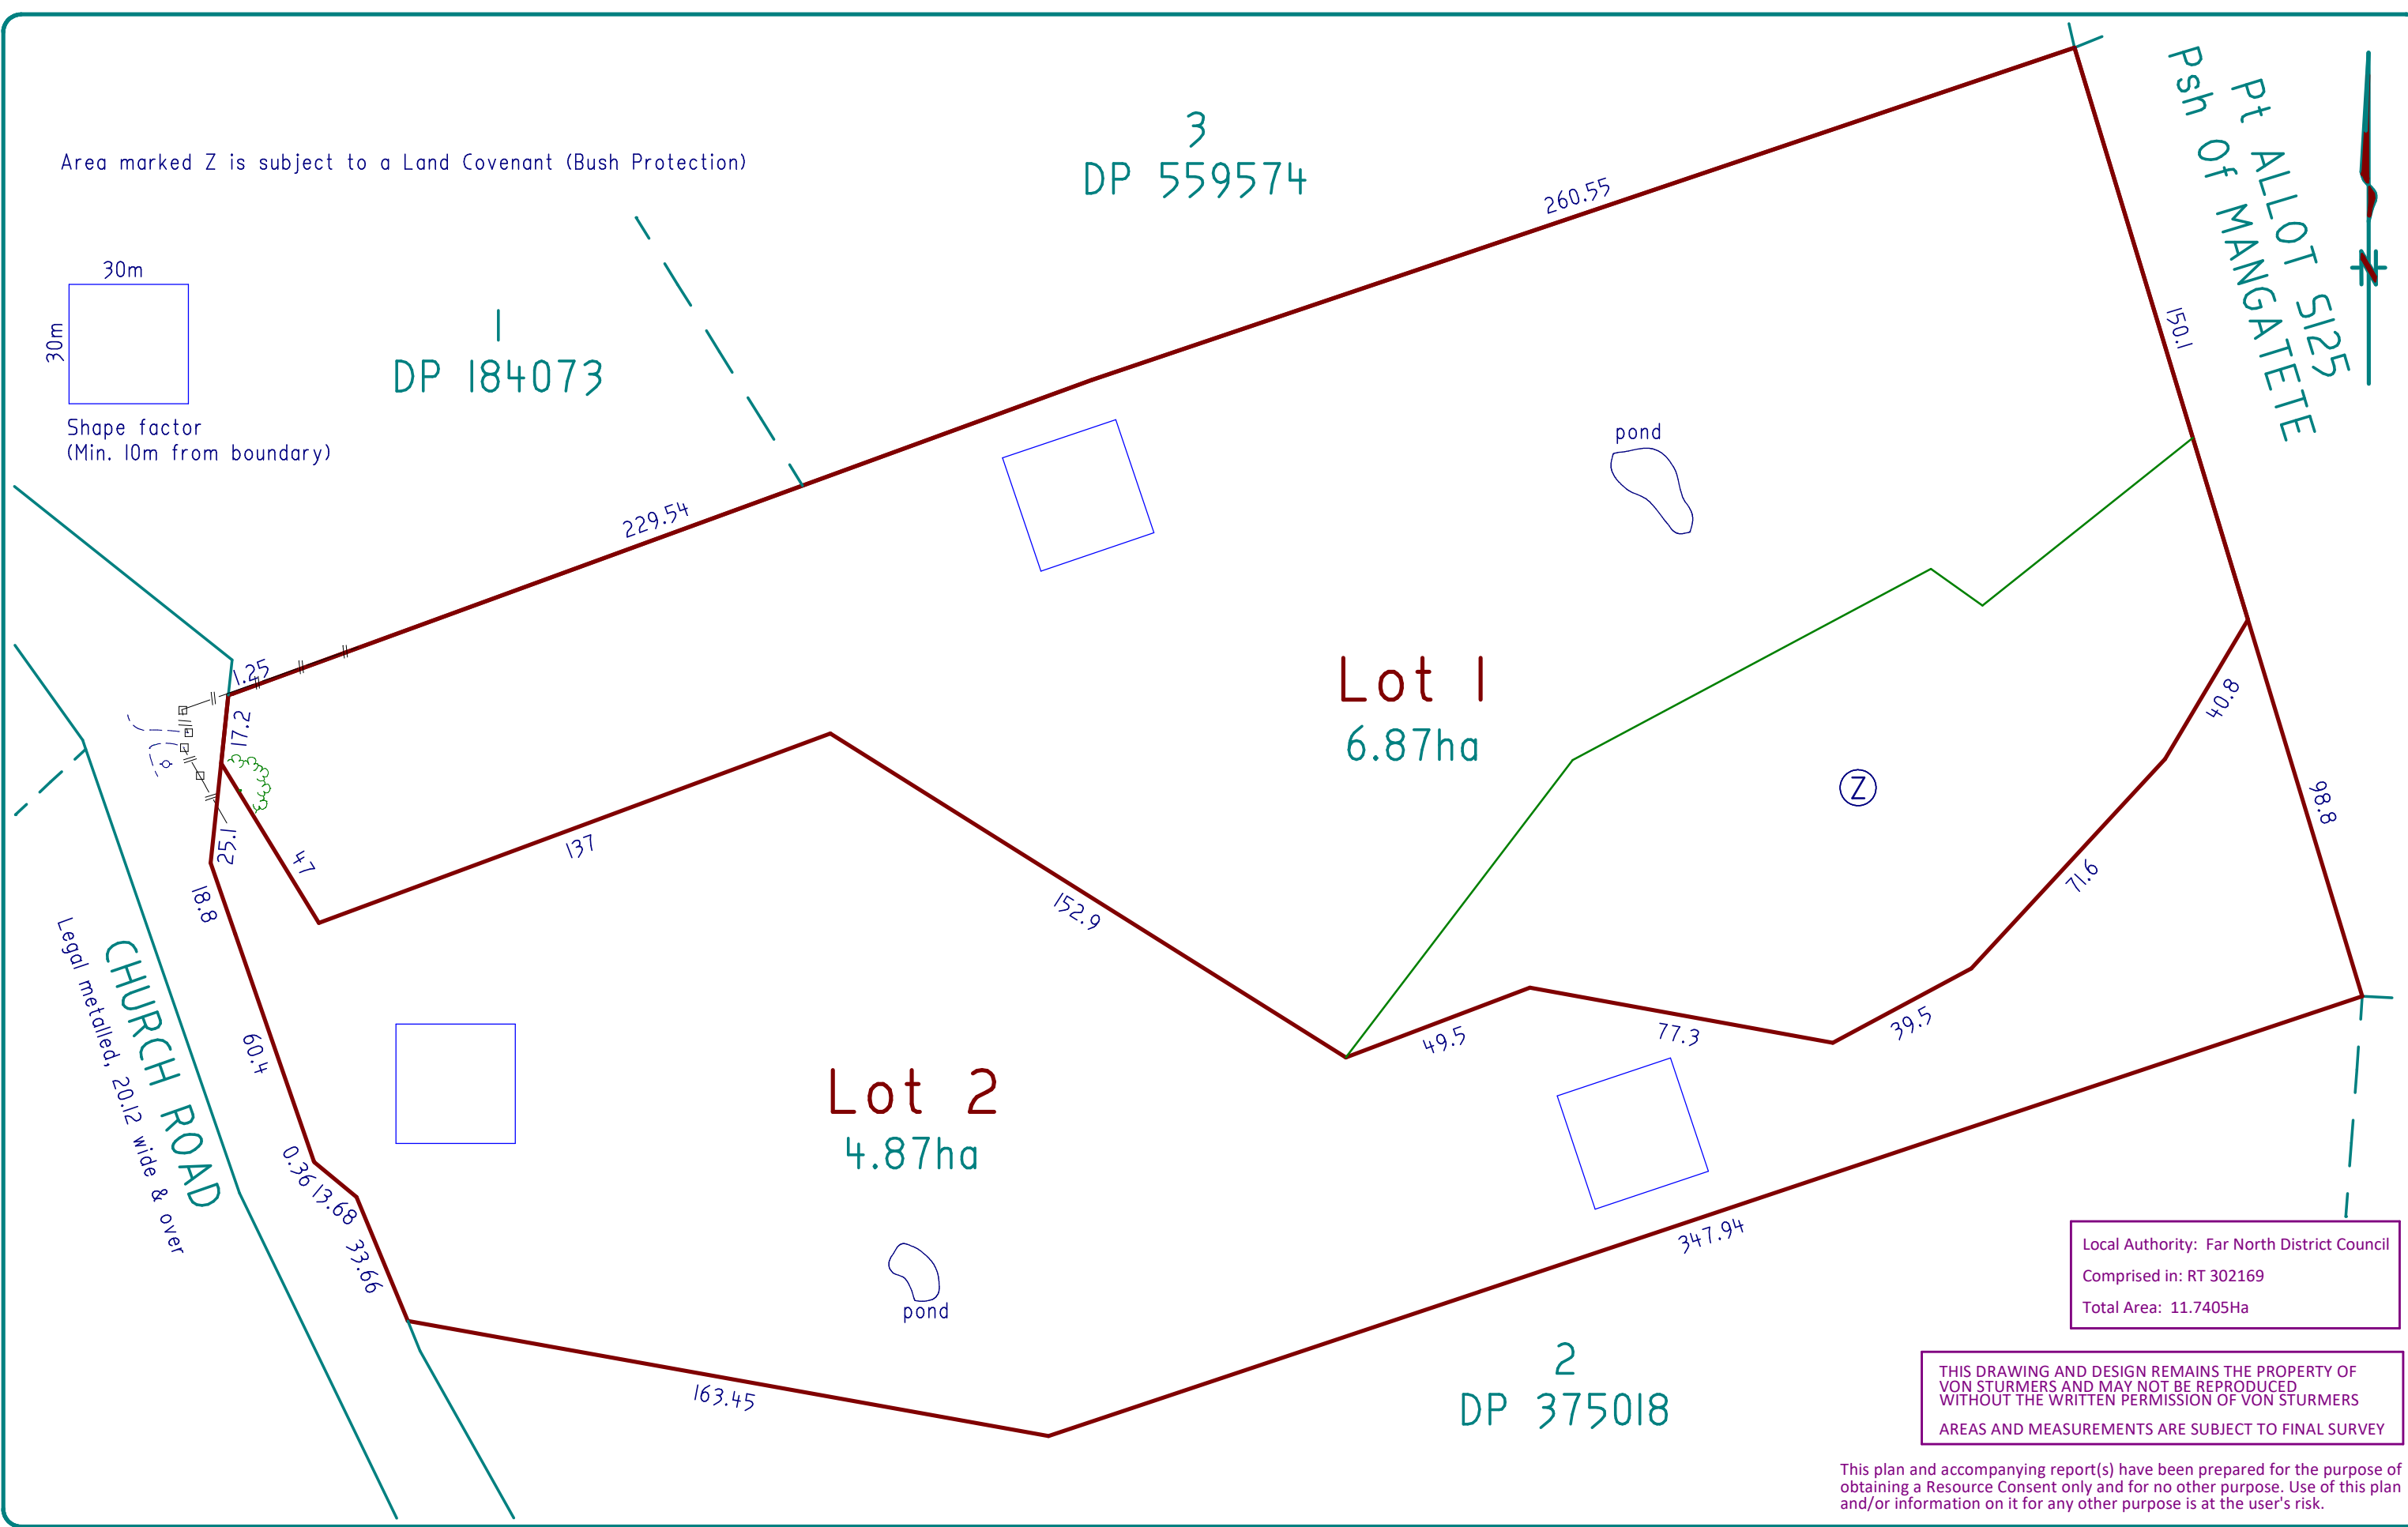 Area marked Z is subject to a Land Covenant (Bush Protection)
30m
30m
Shape factor
(Min. 10m from boundary)
1
DP 184073
3
DP 559574
Pt ALLOT S125
Psh Of MANGATETE
N
260.55
229.54
1.25
17.2
25.1
18.8
47
137
152.9
150.1
pond
Lot 1
6.87ha
Z
40.8
98.8
71.6
39.5
77.3
49.5
CHURCH ROAD
Legal metalled, 20.12 wide & over
60.4
0.36
13.68
33.66
Lot 2
4.87ha
pond
163.45
347.94
2
DP 375018
Local Authority: Far North District Council
Comprised in: RT 302169
Total Area: 11.7405Ha
THIS DRAWING AND DESIGN REMAINS THE PROPERTY OF
VON STURMERS AND MAY NOT BE REPRODUCED
WITHOUT THE WRITTEN PERMISSION OF VON STURMERS
AREAS AND MEASUREMENTS ARE SUBJECT TO FINAL SURVEY
This plan and accompanying report(s) have been prepared for the purpose of
obtaining a Resource Consent only and for no other purpose. Use of this plan
and/or information on it for any other purpose is at the user's risk.